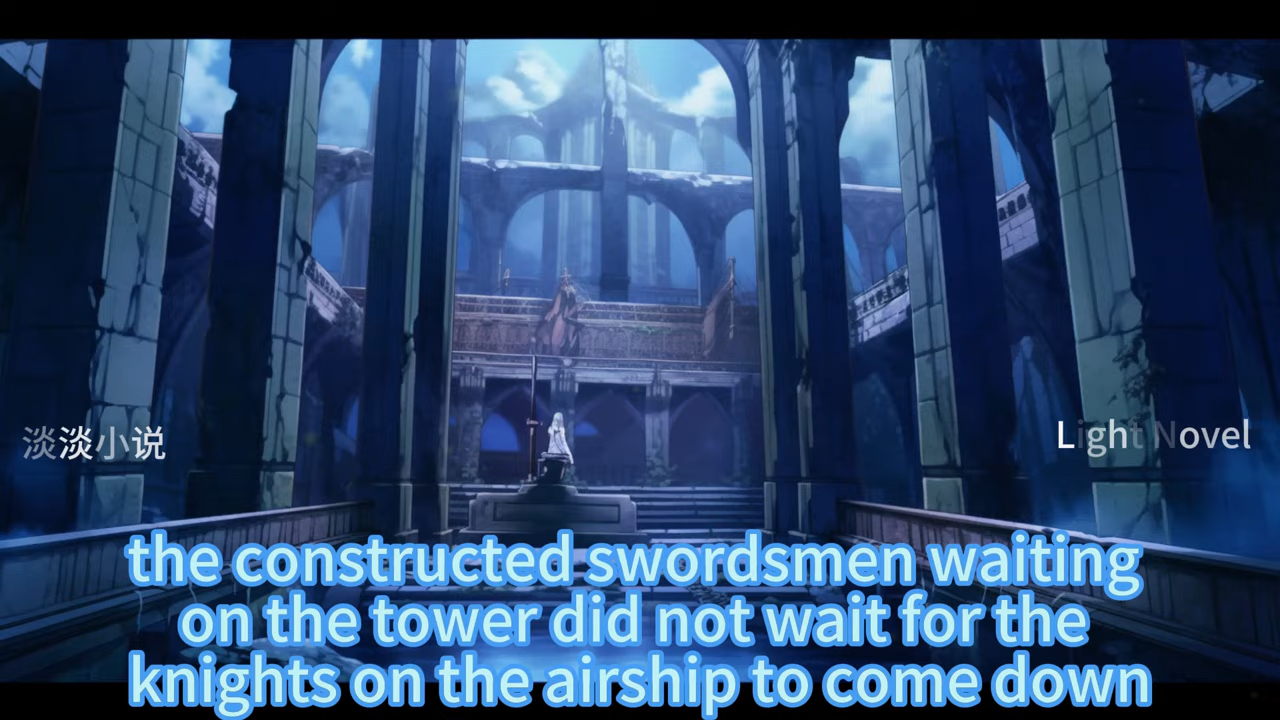 淡淡小说
Light Novel
the constructed swordsmen waiting
on the tower did not wait for the
knights on the airship to come down